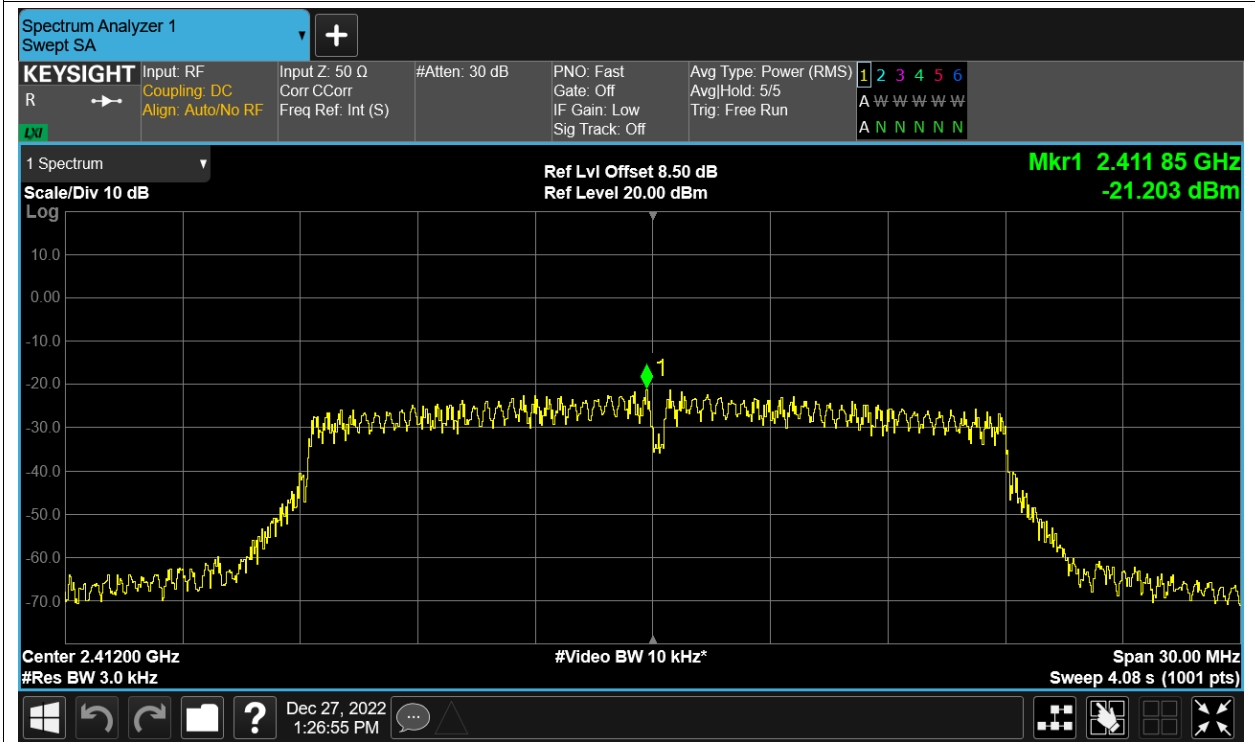 Spectrum Analyzer 1
Swept SA
+
KEYSIGHT
R
LXI
Input: RF
Coupling: DC
Align: Auto/No RF
Input Z: 50 Ω
Corr CCorr
Freq Ref: Int (S)
#Atten: 30 dB
PNO: Fast
Gate: Off
IF Gain: Low
Sig Track: Off
Avg Type: Power (RMS)
Avg|Hold: 5/5
Trig: Free Run
1 2 3 4 5 6
A W W W W W
A N N N N N
1 Spectrum
Scale/Div 10 dB
Log
Ref Lvl Offset 8.50 dB
Ref Level 20.00 dBm
Mkr1 2.411 85 GHz
-21.203 dBm
10.0
0.00
-10.0
-20.0
-30.0
-40.0
-50.0
-60.0
-70.0
1
Center 2.41200 GHz
#Res BW 3.0 kHz
#Video BW 10 kHz*
Span 30.00 MHz
Sweep 4.08 s (1001 pts)
?
Dec 27, 2022
1:26:55 PM